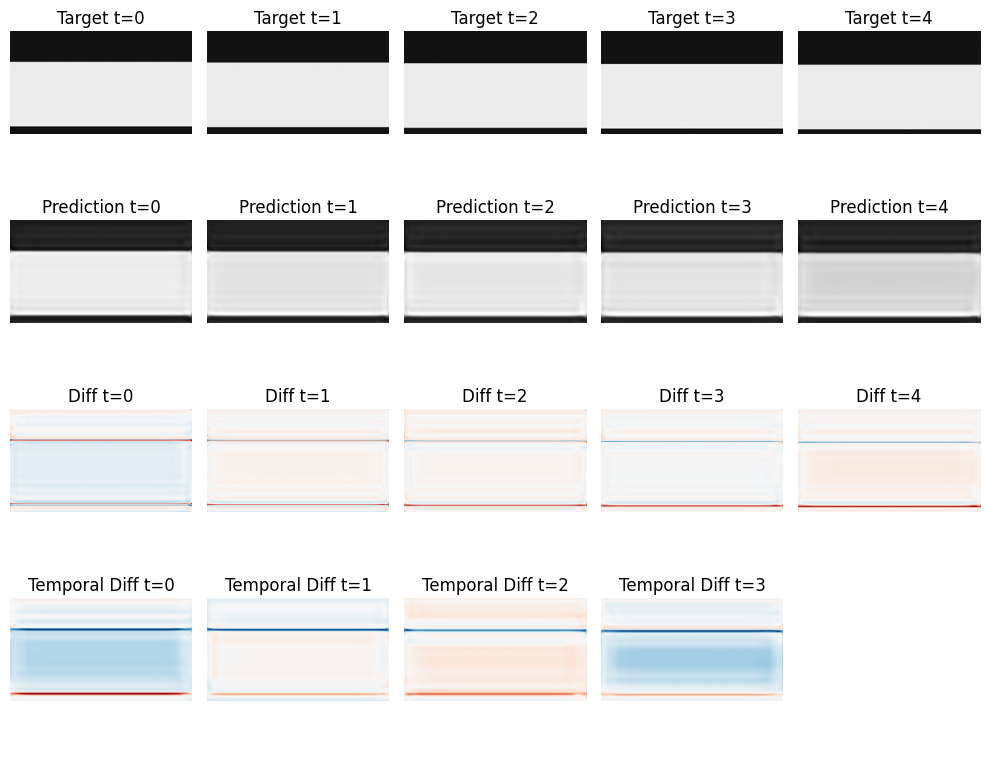 Target t=0
Target t=1
Target t=2
Target t=3
Target t=4
Prediction t=0
Prediction t=1
Prediction t=2
Prediction t=3
Prediction t=4
Diff t=0
Diff t=1
Diff t=2
Diff t=3
Diff t=4
Temporal Diff t=0
Temporal Diff t=1
Temporal Diff t=2
Temporal Diff t=3